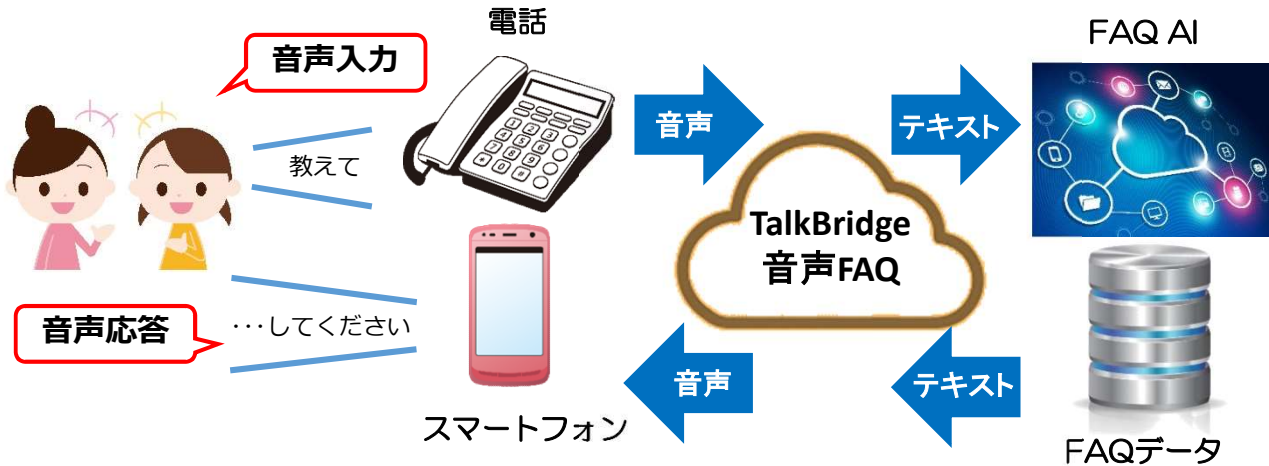 電話
FAQ AI
音声入力
教えて
音声
テキスト
TalkBridge
音声FAQ
音声応答
･･･してください
音声
テキスト
スマートフォン
FAQデータ